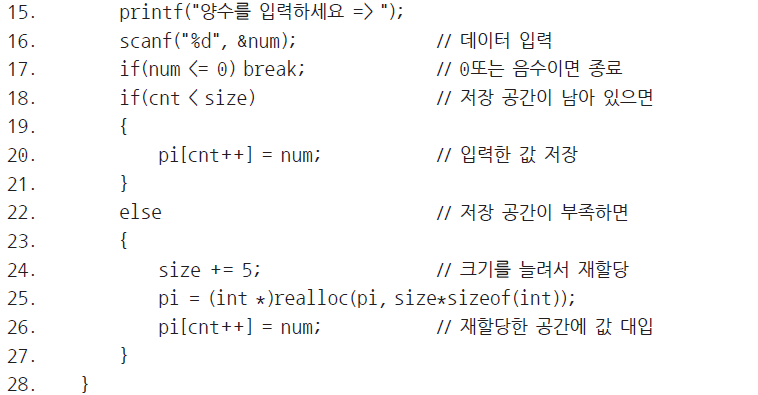 15.        printf("양수를 입력하세요 => ");
16.        scanf("%d", &num);              // 데이터 입력
17.        if(num <= 0) break;             // 0또는 음수이면 종료
18.        if(cnt < size)                  // 저장 공간이 남아 있으면
19.        {
20.            pi[cnt++] = num;            // 입력한 값 저장
21.        }
22.        else                            // 저장 공간이 부족하면
23.        {
24.            size += 5;                  // 크기를 늘려서 재할당
25.            pi = (int *)realloc(pi, size*sizeof(int));
26.            pi[cnt++] = num;            // 재할당한 공간에 값 대입
27.        }
28.    }